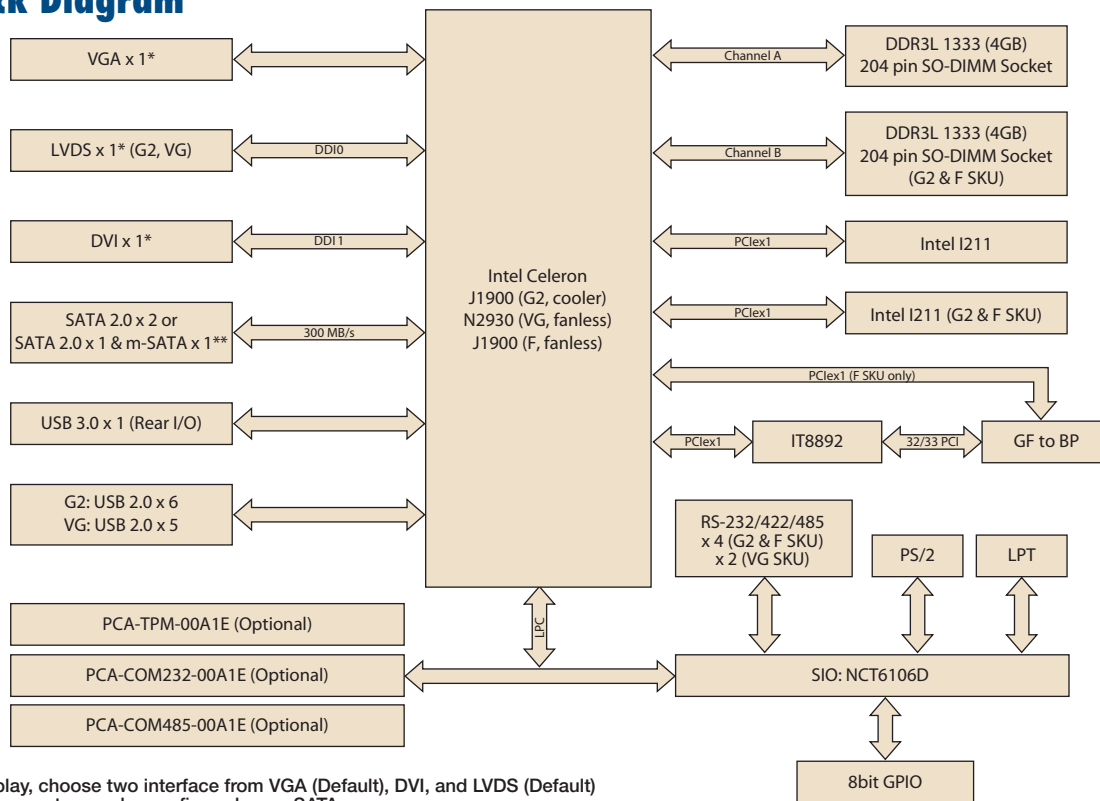 Diagram
VGA x 1*
LVDS x 1* (G2, VG)
DDI0
DVI x 1*
DDI 1
SATA 2.0 x 2 or
SATA 2.0 x 1 & m-SATA x 1**
300 MB/s
USB 3.0 x 1 (Rear I/O)
G2: USB 2.0 x 6
VG: USB 2.0 x 5
Intel Celeron
J1900 (G2, cooler)
N2930 (VG, fanless)
J1900 (F, fanless)
Channel A
DDR3L 1333 (4GB)
204 pin SO-DIMM Socket
Channel B
DDR3L 1333 (4GB)
204 pin SO-DIMM Socket
(G2 & F SKU)
PCIex1
Intel I211
PCIex1
Intel I211 (G2 & F SKU)
PCIex1 (F SKU only)
PCIex1
IT8892
32/33 PCI
GF to BP
RS-232/422/485
x 4 (G2 & F SKU)
x 2 (VG SKU)
PS/2
LPT
LPC
PCA-TPM-00A1E (Optional)
PCA-COM232-00A1E (Optional)
PCA-COM485-00A1E (Optional)
SIO: NCT6106D
8bit GPIO
play, choose two interface from VGA (Default), DVI, and LVDS (Default)